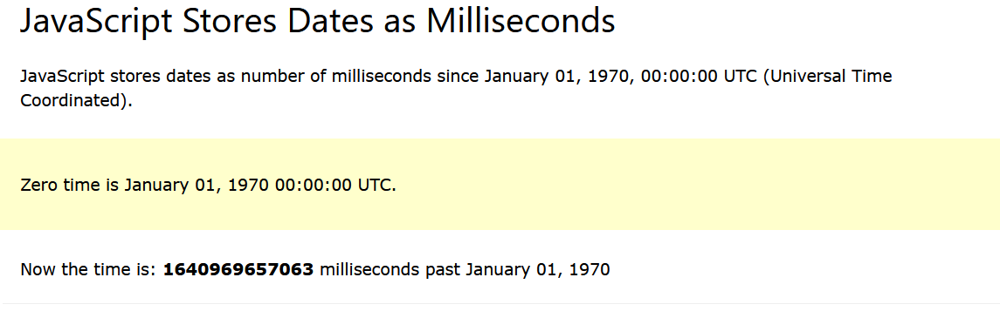 JavaScript Stores Dates as Milliseconds
JavaScript stores dates as number of milliseconds since January 01, 1970, 00:00:00 UTC (Universal Time
Coordinated).
Zero time is January 01, 1970 00:00:00 UTC.
Now the time is: 1640969657063 milliseconds past January 01, 1970